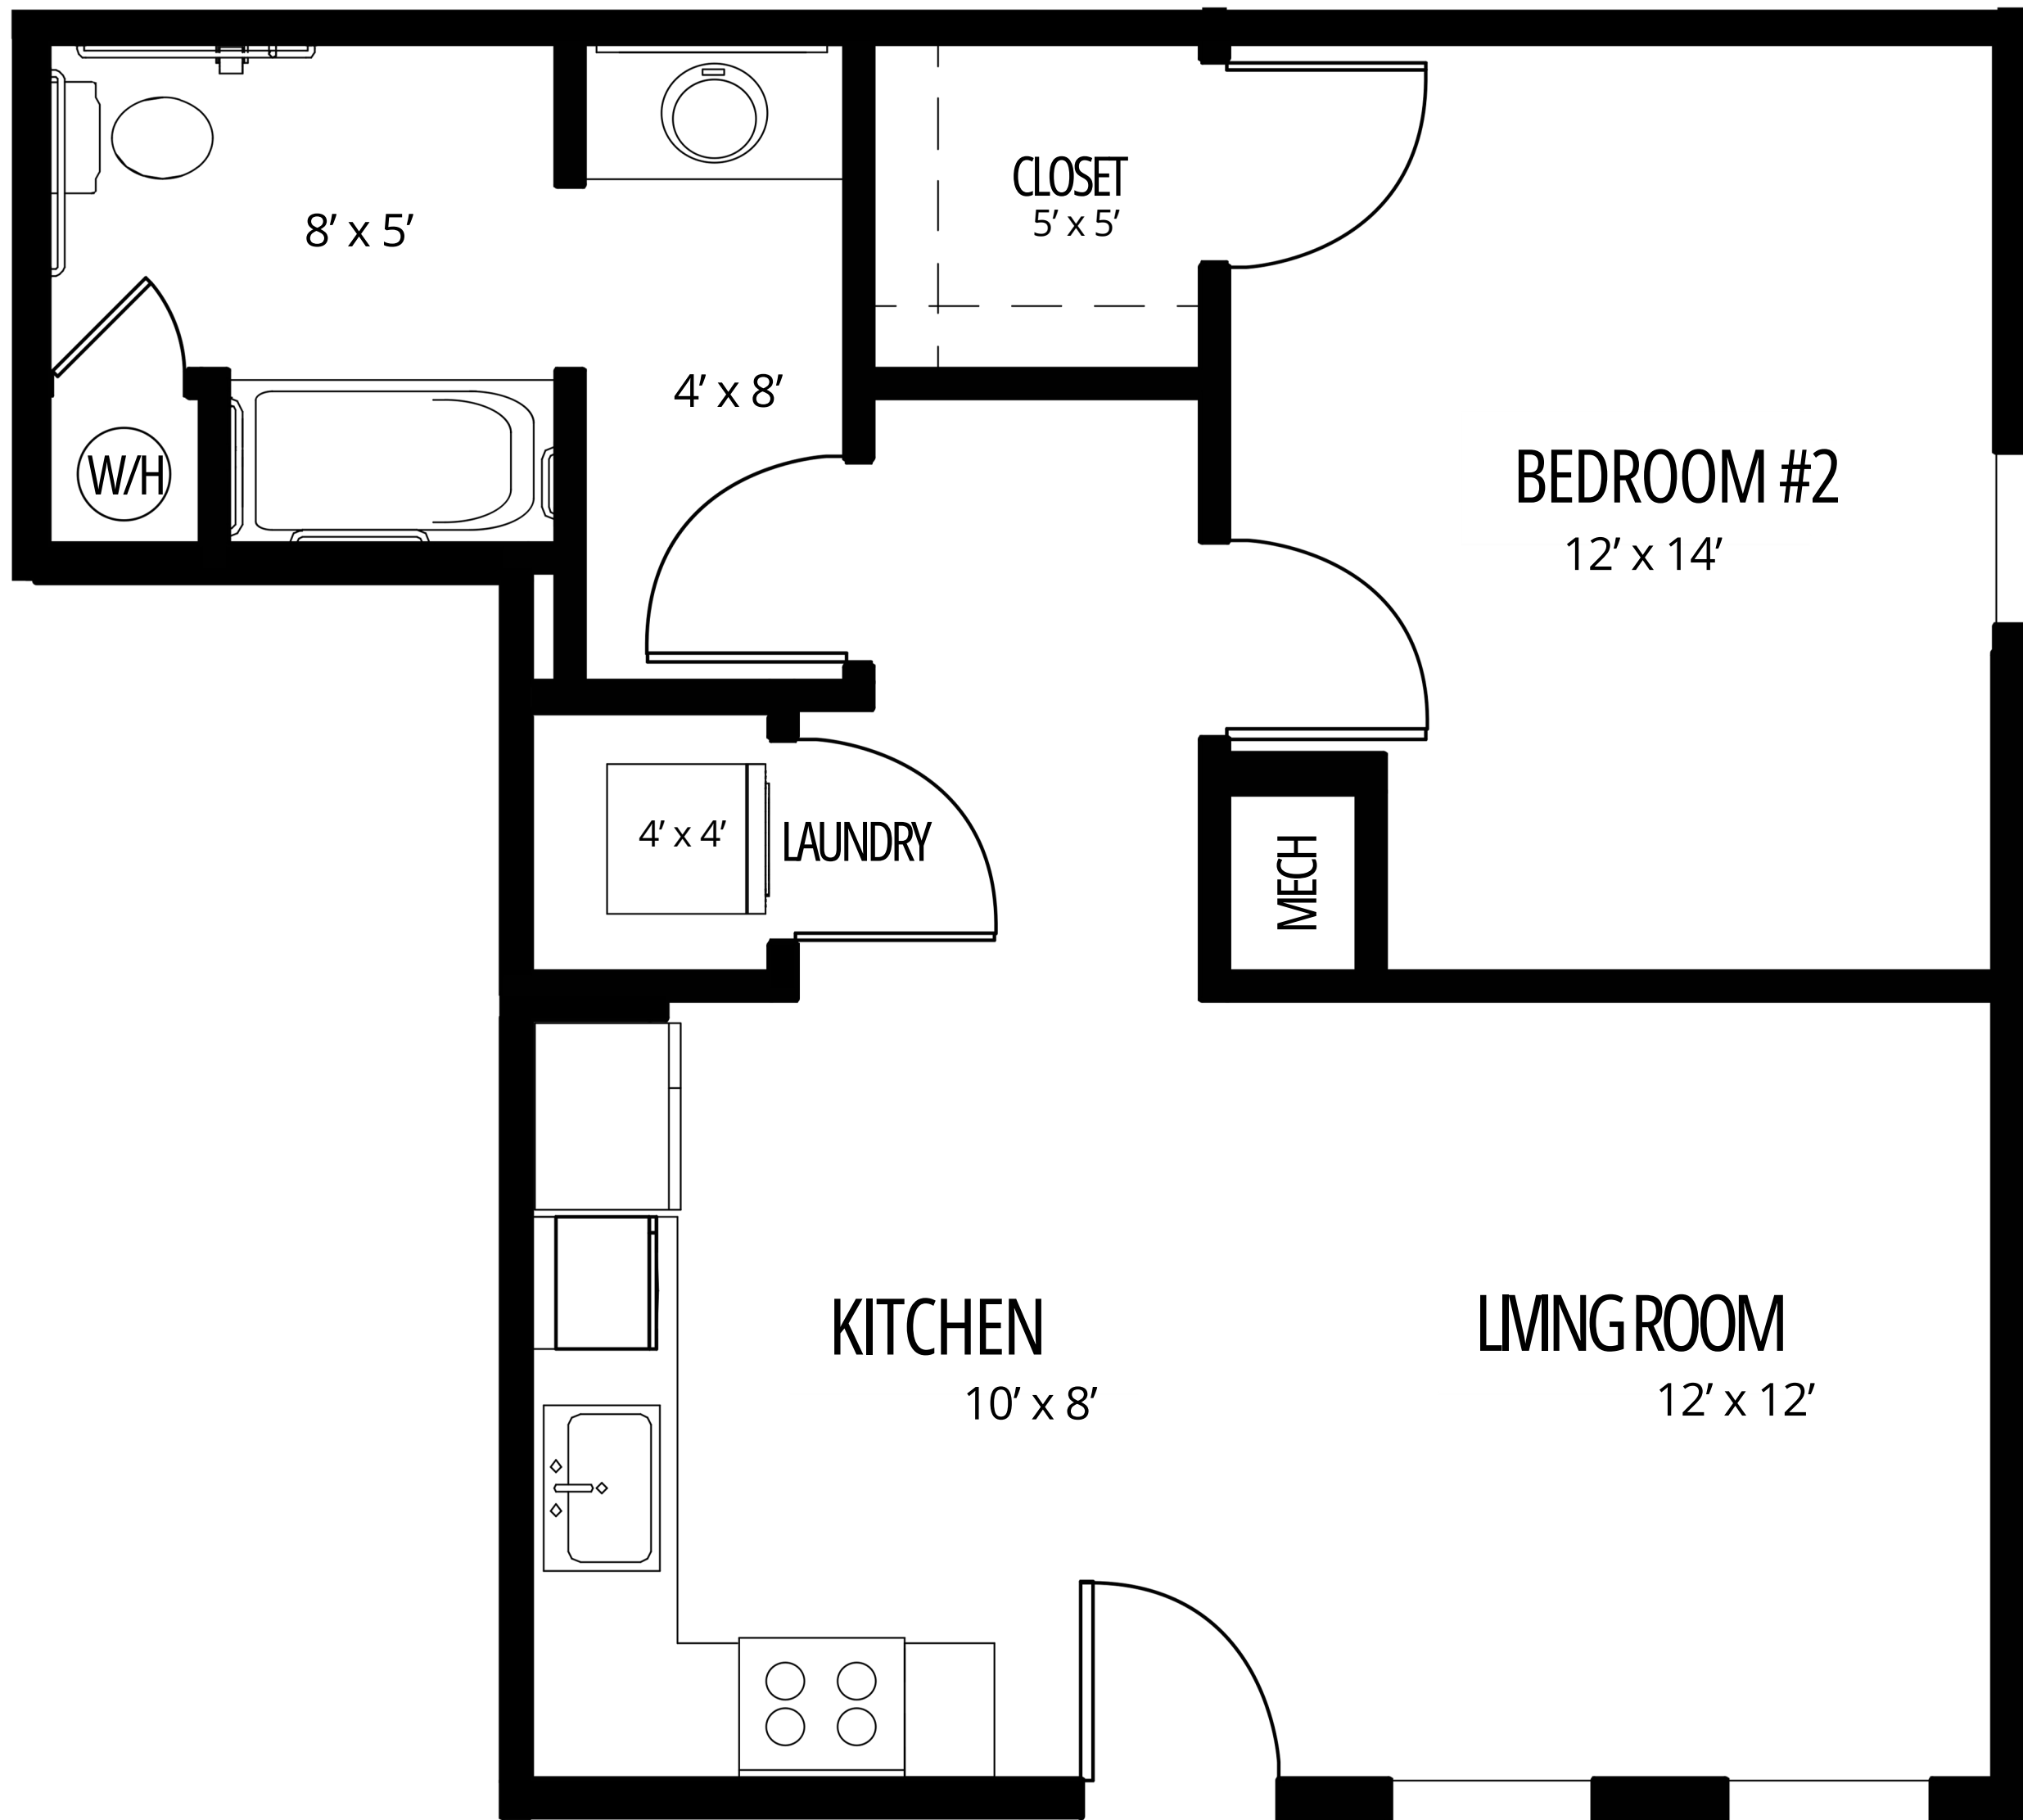 CLOSET
5’ x 5’
8’ x 5’
4’ x 8’
W/H
BEDROOM #2
12’ x 14’
4’ x 4’
LAUNDRY
MECH
KITCHEN
10’ x 8’
LIVING ROOM
12’ x 12’